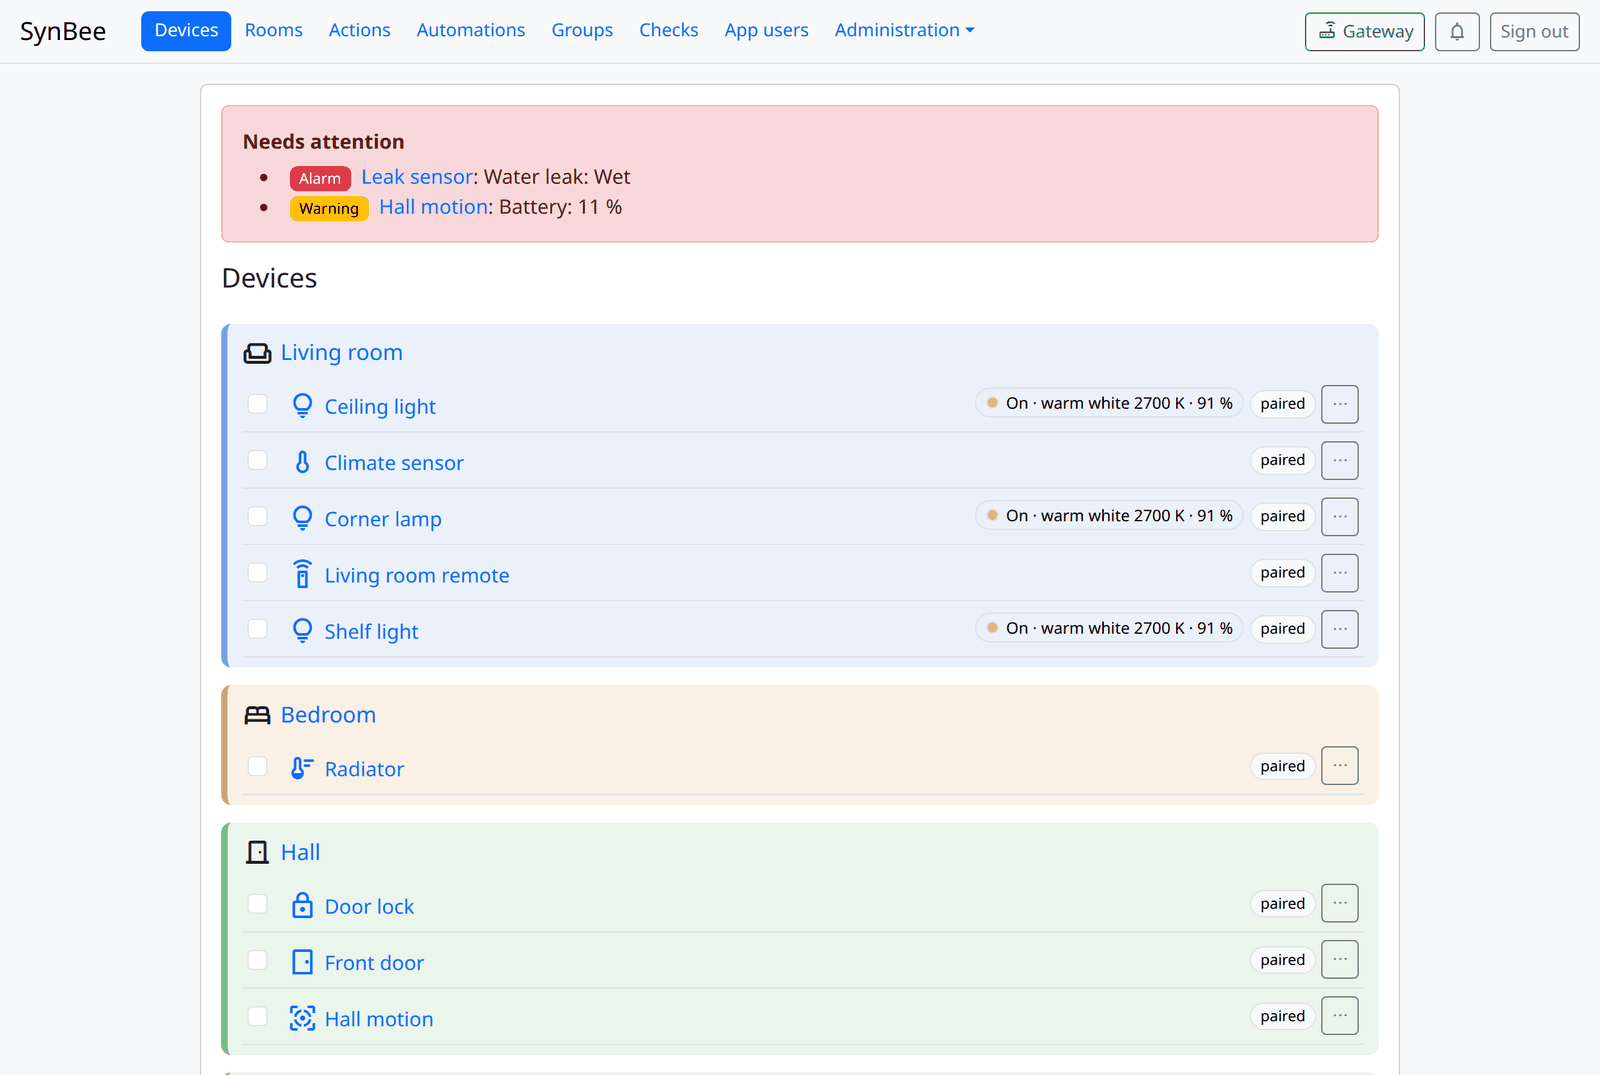 SynBee Devices Rooms Actions Automations Groups Checks App users Administration Gateway Sign out
Needs attention
Alarm Leak sensor: Water leak: Wet
Warning Hall motion: Battery: 11 %
Devices
Living room
Ceiling light On · warm white 2700 K · 91 % paired ...
Climate sensor paired ...
Corner lamp On · warm white 2700 K · 91 % paired ...
Living room remote paired ...
Shelf light On · warm white 2700 K · 91 % paired ...
Bedroom
Radiator paired ...
Hall
Door lock paired ...
Front door paired ...
Hall motion paired ...